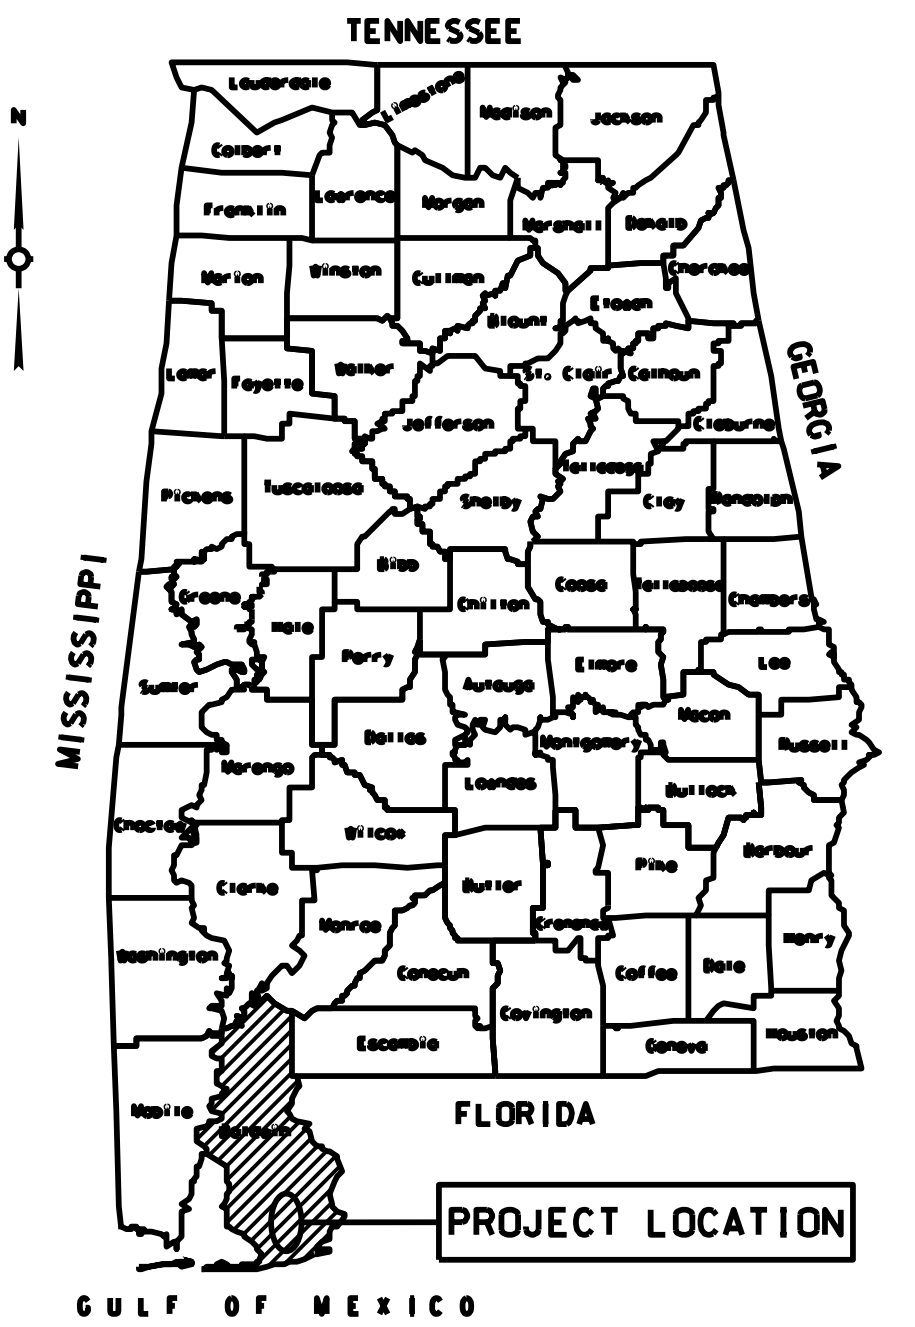 TENNESSEE
Lauderdale
Limestone
Madison
Jackson
N
Colbert
Lawrence
Franklin
Morgan
Marshall
DeKalb
Marion
Winston
Cullman
Cherokee
Etowah
Blount
Lamar
Fayette
Walker
St. Clair
Calhoun
GEORGIA
Jefferson
Cleburne
Talladega
Pickens
Tuscaloosa
Shelby
Clay
Randolph
Bibb
Coosa
Tallapoosa
Chambers
Greene
Chilton
Hale
Perry
MISSISSIPPI
Elmore
Lee
Sumter
Autauga
Macon
Dallas
Montgomery
Russell
Marengo
Lowndes
Bullock
Choctaw
Wilcox
Pike
Barbour
Clarke
Butler
Monroe
Crenshaw
Henry
Washington
Conecuh
Coffee
Dale
Covington
Escambia
Geneva
Houston
Mobile
FLORIDA
Baldwin
PROJECT LOCATION
GULF OF MEXICO